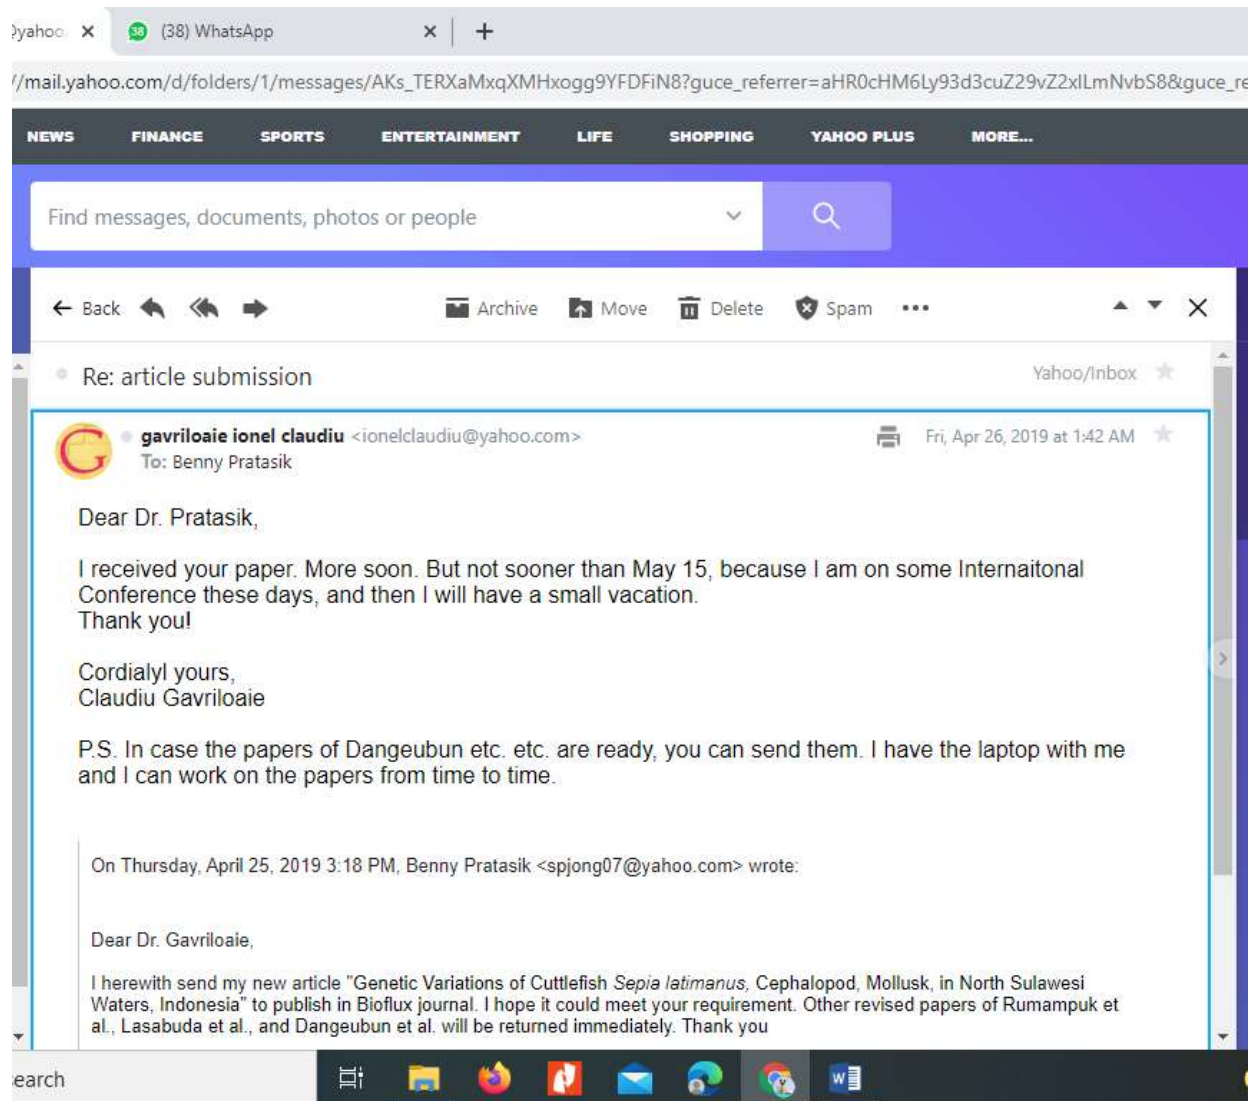 (38) WhatsApp
//mail.yahoo.com/d/folders/1/messages/AKs_TERXaMxqXMHxogg9YFDFiN8?guce_referrer=aHR0cHM6Ly93d3cuZ29vZ2xlLmNvbS8&guce_re
NEWS FINANCE SPORTS ENTERTAINMENT LIFE SHOPPING YAHOO PLUS MORE...
Find messages, documents, photos or people
Back Archive Move Delete Spam
Re: article submission Yahoo/Inbox
gavriloaie ionel claudiu <ionelclaudiu@yahoo.com> Fri, Apr 26, 2019 at 1:42 AM
To: Benny Pratasik
Dear Dr. Pratasik,
I received your paper. More soon. But not sooner than May 15, because I am on some Internaitonal
Conference these days, and then I will have a small vacation.
Thank you!
Cordialyl yours,
Claudiu Gavriloaie
P.S. In case the papers of Dangeubun etc. etc. are ready, you can send them. I have the laptop with me
and I can work on the papers from time to time.
On Thursday, April 25, 2019 3:18 PM, Benny Pratasik <spjong07@yahoo.com> wrote:
Dear Dr. Gavriloaie,
I herewith send my new article "Genetic Variations of Cuttlefish Sepia latimanus, Cephalopod, Mollusk, in North Sulawesi
Waters, Indonesia" to publish in Bioflux journal. I hope it could meet your requirement. Other revised papers of Rumampuk et
al., Lasabuda et al., and Dangeubun et al. will be returned immediately. Thank you